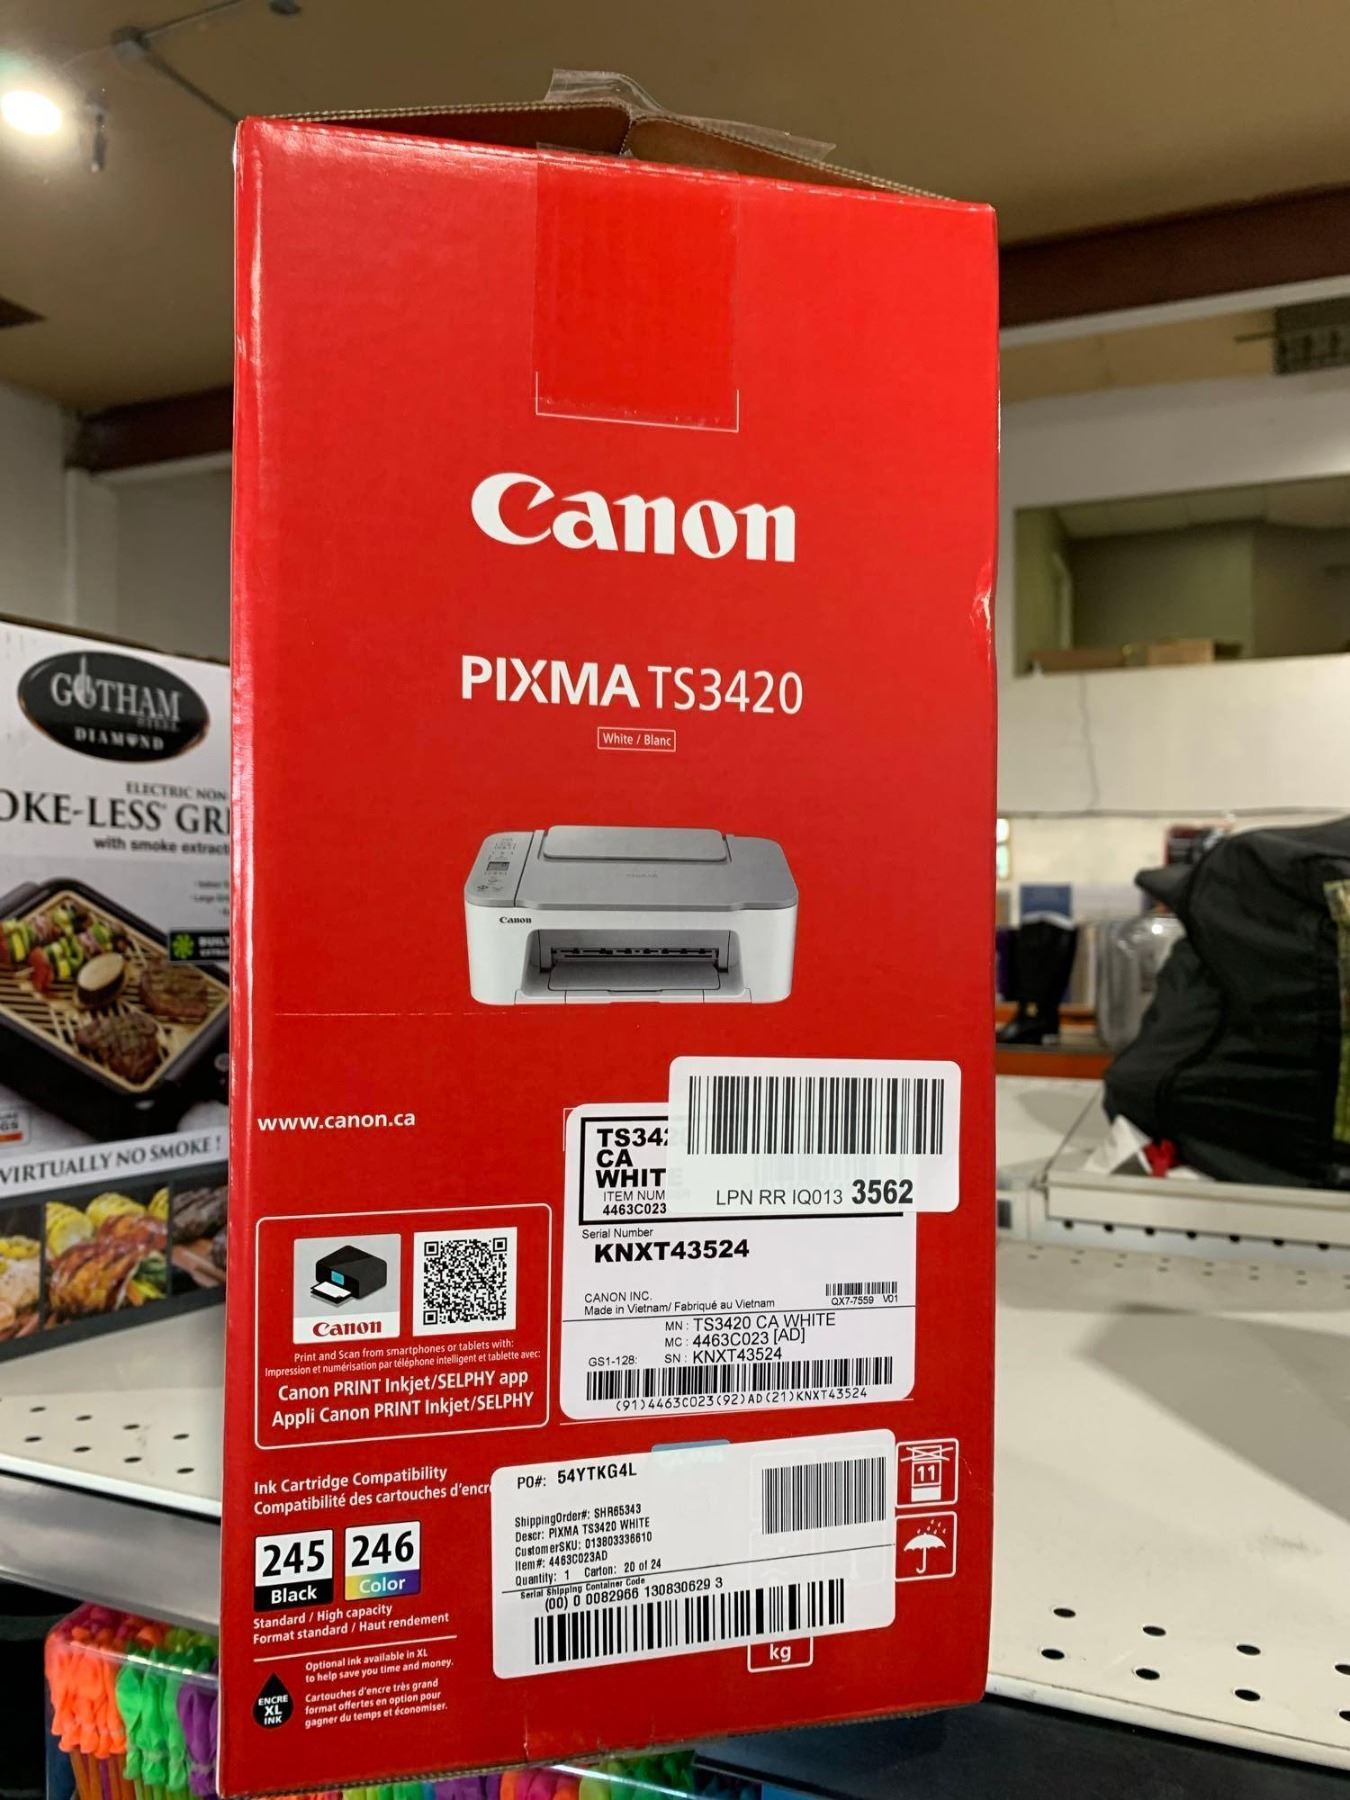 Canon
PIXMA TS3420
White / Blanc
Canon
www.canon.ca
LPN RR IQ013 3562
TS342
CA
WHIT
ITEM NUM
4463C023
Serial Number
KNXT43524
CANON INC.
Made in Vietnam/ Fabriqué au Vietnam
QX7-7559 V01
MN : TS3420 CA WHITE
MC : 4463C023 [AD]
GS1-128: SN : KNXT43524
(91)4463C023(92)AD(21)KNXT43524
Canon
Print and Scan from smartphones or tablets with:
Impression et numérisation par téléphone intelligent et tablette avec:
Canon PRINT Inkjet/SELPHY app
Appli Canon PRINT Inkjet/SELPHY
Ink Cartridge Compatibility
Compatibilité des cartouches d'encr
245 Black
246 Color
Standard / High capacity
Format standard / Haut rendement
ENCRE
XL
INK
Optional ink available in XL
to help save you time and money.
Cartouches d'encre très grand
format offertes en option pour
gagner du temps et économiser.
PO#: 54YTKG4L
ShippingOrder#: SHR65343
Descr: PIXMA TS3420 WHITE
CustomerSKU: 013803336610
Item#: 4463C023AD
Quantity: 1 Carton: 20 of 24
Serial Shipping Container Code
(00) 0 0082966 130830629 3
11
kg
GOTHAM
STEEL
DIAMOND
ELECTRIC NON
OKE-LESS GRI
with smoke extract
VIRTUALLY NO SMOKE !